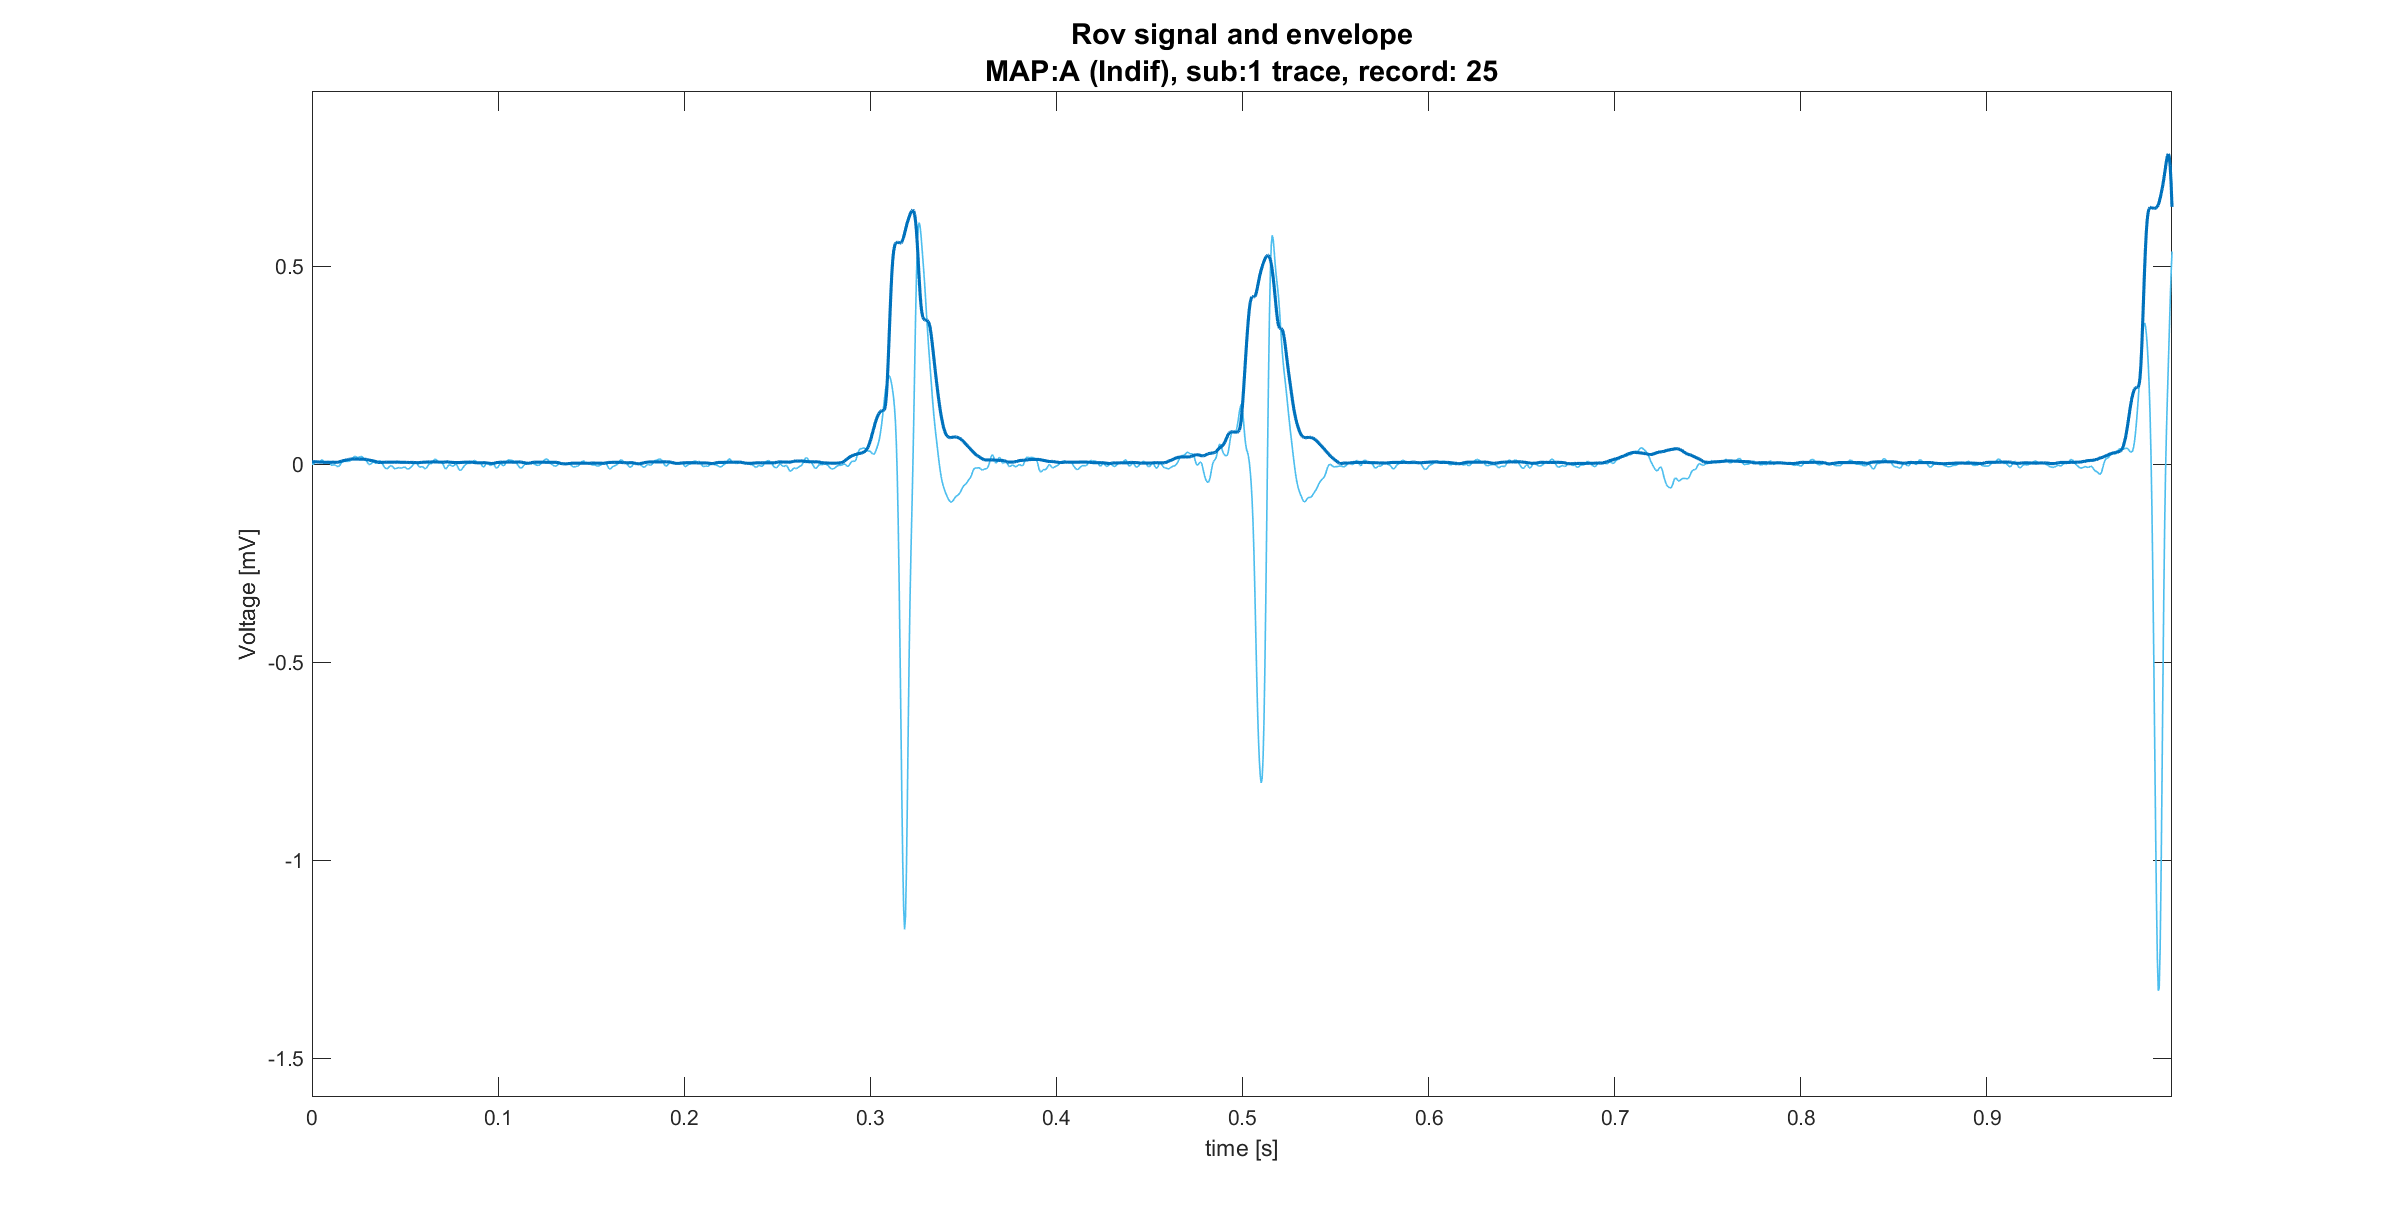 Rov signal and envelope
MAP:A (Indif), sub:1 trace, record: 25
Voltage [mV]
0.5
0
-0.5
-1
-1.5
0 0.1 0.2 0.3 0.4 0.5 0.6 0.7 0.8 0.9
time [s]